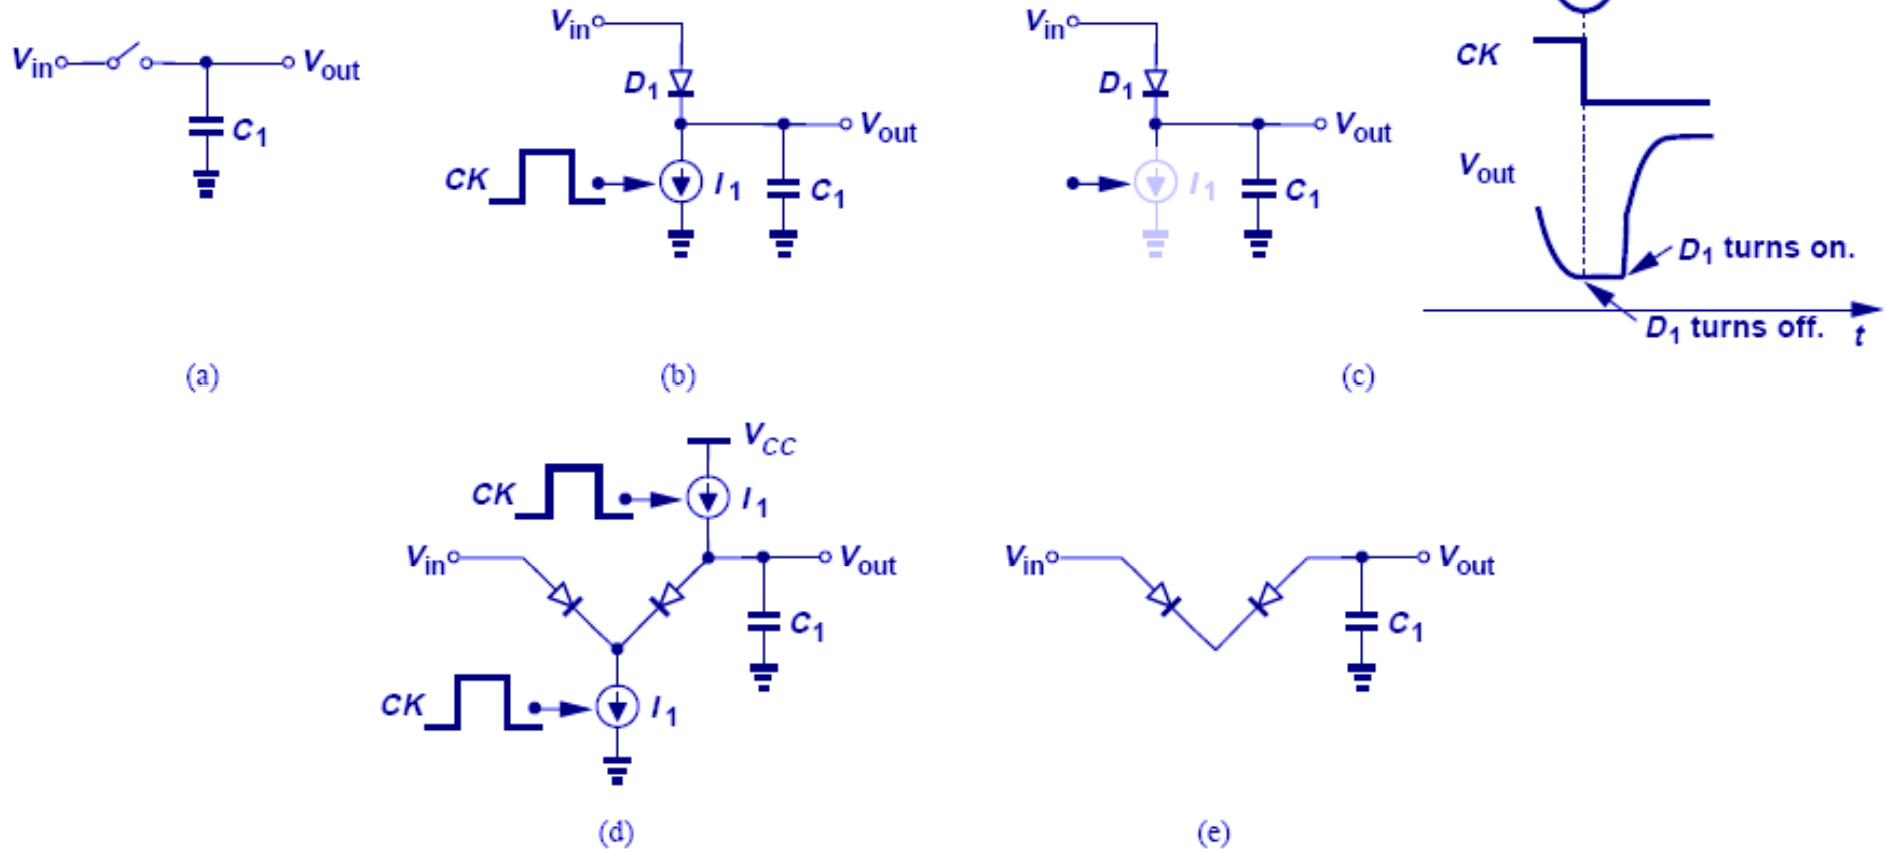 Vin
Vout
C1
(a)
Vin
D1
Vout
CK
I1
C1
(b)
Vin
D1
Vout
I1
C1
CK
Vout
D1 turns on.
D1 turns off.
t
(c)
VCC
CK
I1
Vin
Vout
C1
CK
I1
(d)
Vin
Vout
C1
(e)